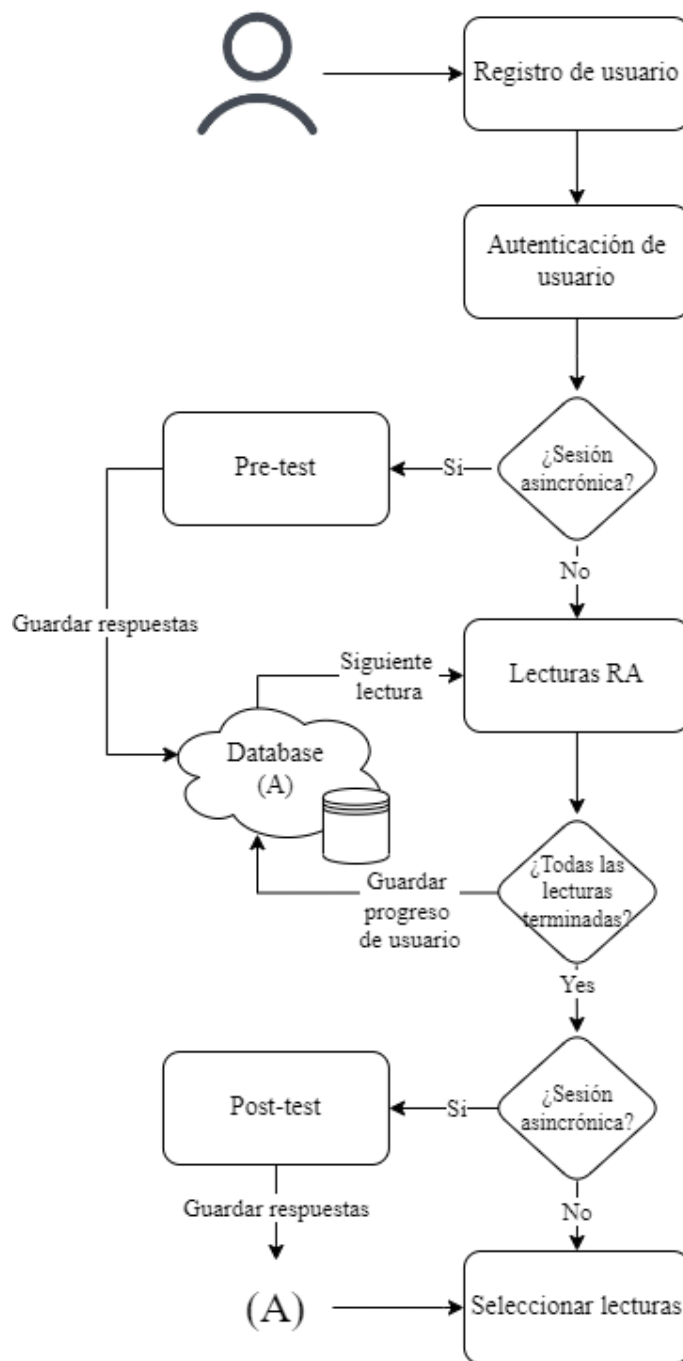 Registro de usuario
Autenticación de
usuario
¿Sesión
asincrónica?
Si
Pre-test
No
Guardar respuestas
Siguiente
lectura
Lecturas RA
Database
(A)
¿Todas las
lecturas
terminadas?
Guardar
progreso
de usuario
Yes
¿Sesión
asincrónica?
Si
Post-test
No
Guardar respuestas
(A)
Seleccionar lecturas